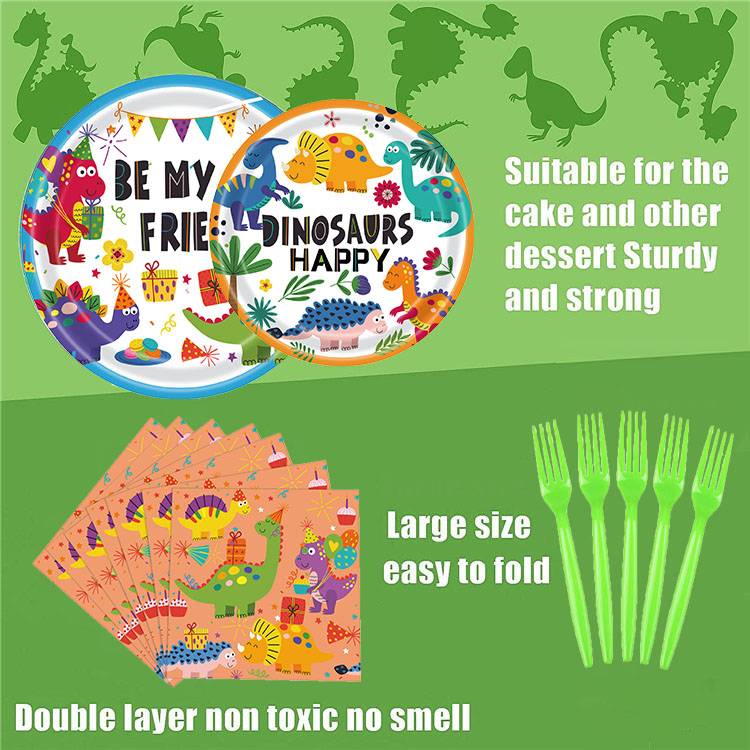 BE MY
FRIE
DINOSAURS
HAPPY
Suitable for the
cake and other
dessert Sturdy
and strong
Large size
easy to fold
Double layer non toxic no smell